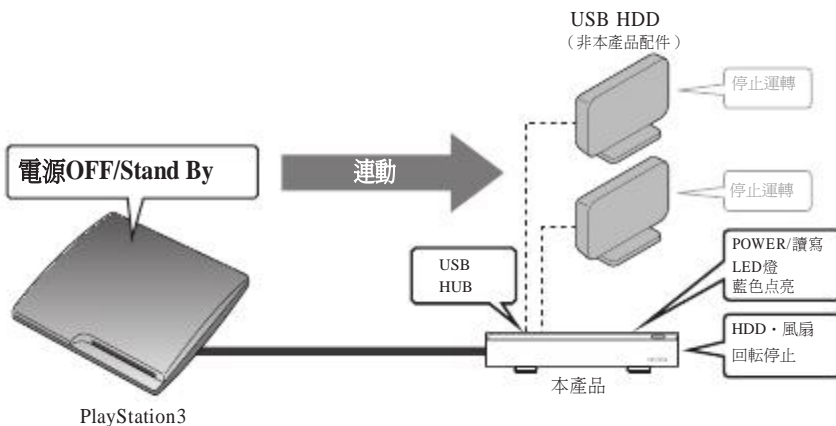 USB HDD
（非本產品配件）
停止運轉
電源OFF/Stand By
連動
停止運轉
USB
HUB
POWER/讀寫
LED燈
藍色点亮
HDD・風扇
回転停止
本產品
PlayStation3